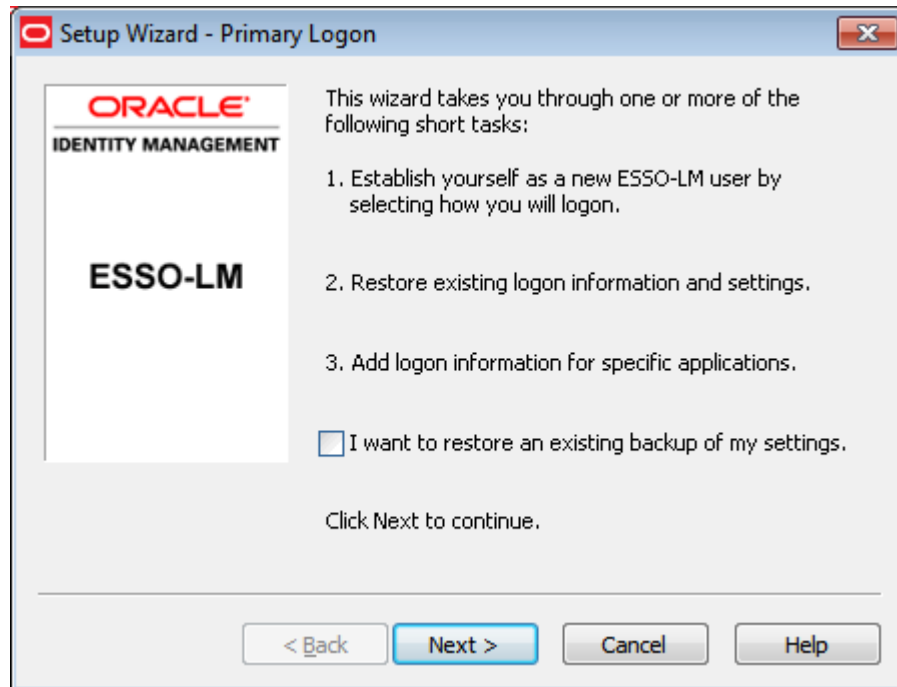 Setup Wizard - Primary Logon
ORACLE
IDENTITY MANAGEMENT
ESSO-LM
This wizard takes you through one or more of the
following short tasks:
1. Establish yourself as a new ESSO-LM user by
selecting how you will logon.
2. Restore existing logon information and settings.
3. Add logon information for specific applications.
I want to restore an existing backup of my settings.
Click Next to continue.
< Back
Next >
Cancel
Help